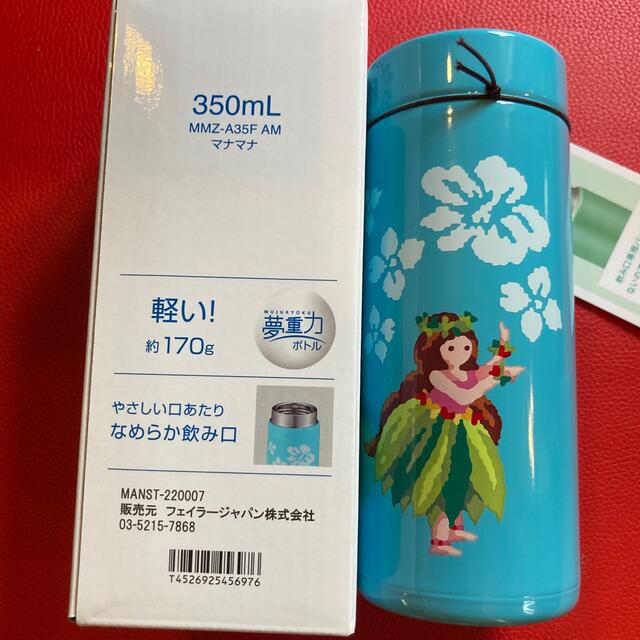 350mL
MMZ-A35F AM
マナマナ
軽い!
約170g
MUJURYOKU
夢重力
ボトル
やさしい口あたり
なめらか飲み口
MANST-220007
販売元 フェイラージャパン株式会社
03-5215-7868
T4526925456976